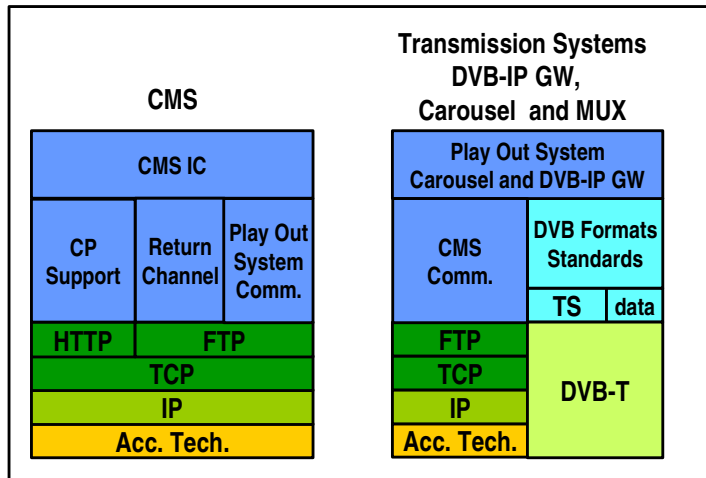 CMS
CMS IC
CP
Support
Return
Channel
Play Out
System
Comm.
HTTP
FTP
TCP
IP
Acc. Tech.
Transmission Systems
DVB-IP GW,
Carousel and MUX
Play Out System
Carousel and DVB-IP GW
CMS
Comm.
DVB Formats
Standards
TS
data
FTP
TCP
IP
Acc. Tech.
DVB-T